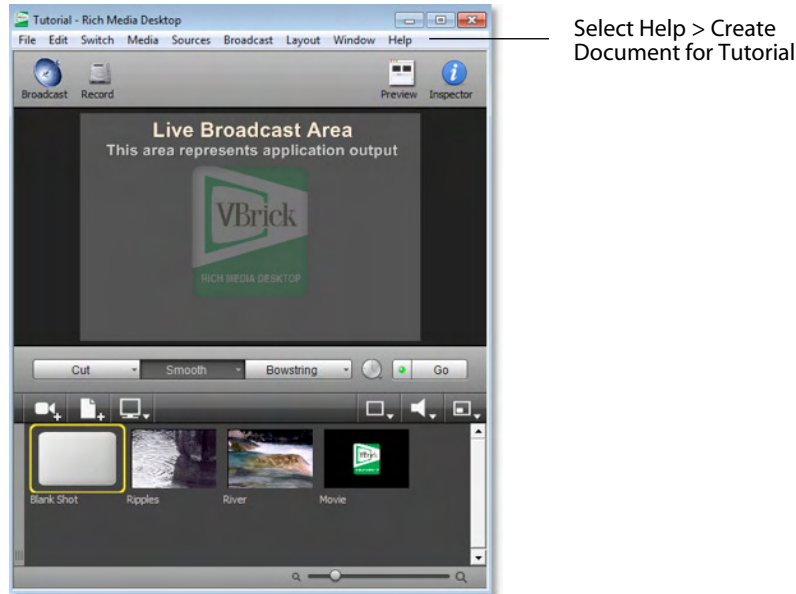 Tutorial - Rich Media Desktop
File Edit Switch Media Sources Broadcast Layout Window Help
Select Help > Create
Document for Tutorial
Broadcast Record Preview Inspector
Live Broadcast Area
This area represents application output
VBrick
RICH MEDIA DESKTOP
Cut Smooth Bowstring Go
Blank Shot Ripples River Movie